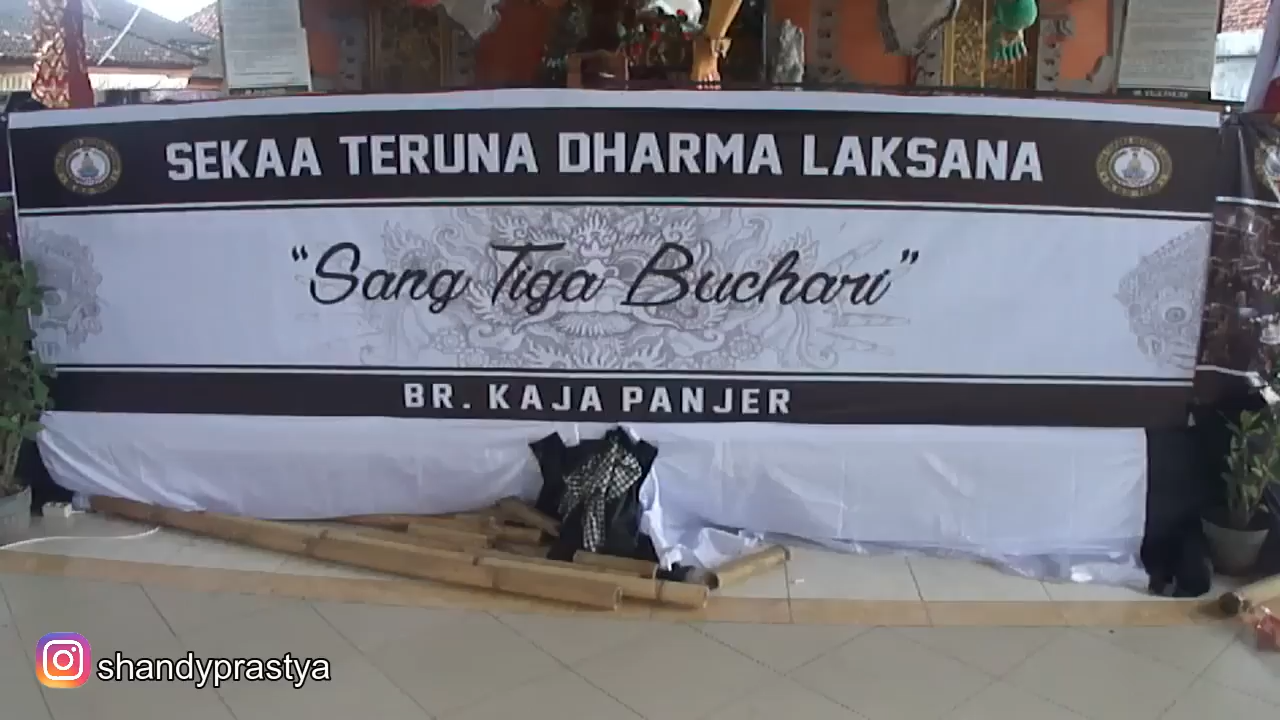 SEKAA TERUNA DHARMA LAKSANA
“Sang Tiga Buchari”
BR. KAJA PANJER
shandyprastya